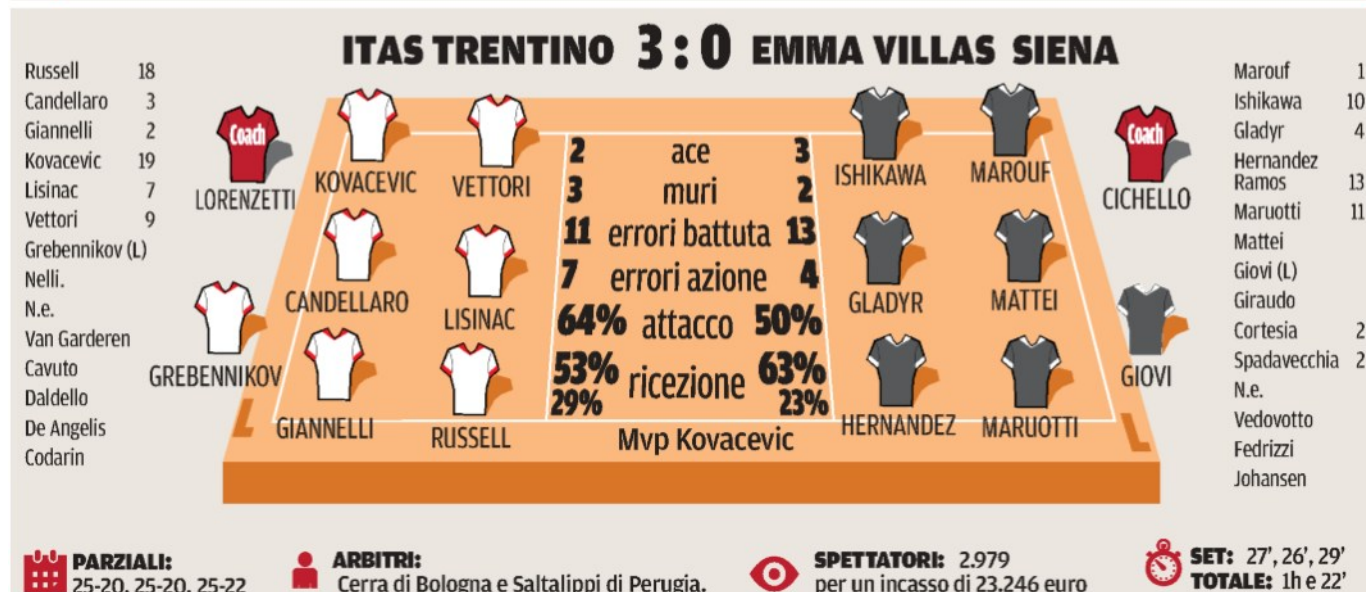 ITAS TRENTINO 3:0 EMMA VILLAS SIENA
Russell 18
Candellaro 3
Giannelli 2
Kovacevic 19
Lisinac 7
Vettori 9
Grebennikov (L)
Nelli.
N.e.
Van Garderen
Cavuto
Daldello
De Angelis
Codarin
Coach
LORENZETTI
KOVACEVIC
VETTORI
CANDELLARO
LISINAC
GREBENNIKOV
GIANNELLI
RUSSELL
2 ace 3
3 muri 2
11 errori battuta 13
7 errori azione 4
64% attacco 50%
53% ricezione 63%
29% 23%
Mvp Kovacevic
ISHIKAWA
MAROUF
GLADYR
MATTEI
HERNANDEZ
MARUOTTI
Coach
CICHELLO
GIOVI
Marouf 1
Ishikawa 10
Gladyr 4
Hernandez
Ramos 13
Maruotti 11
Mattei
Giovi (L)
Giraudo
Cortesia 2
Spadavecchia 2
N.e.
Vedovotto
Fedrizzi
Johansen
PARZIALI:
25-20, 25-20, 25-22
ARBITRI:
Cerra di Bologna e Saltalippi di Perugia.
SPETTATORI: 2.979
per un incasso di 23.246 euro
SET: 27', 26', 29'
TOTALE: 1h e 22'